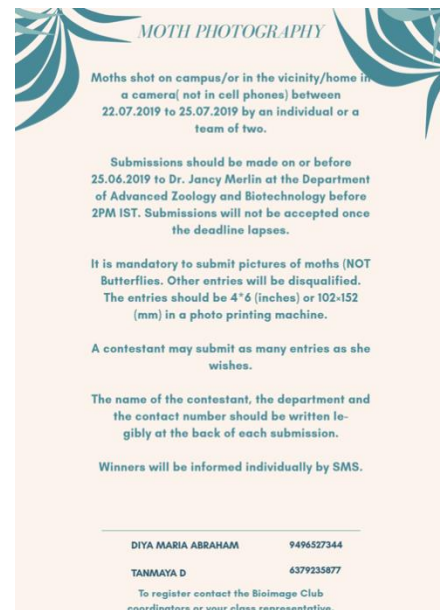 MOTH PHOTOGRAPHY
Moths shot on campus/or in the vicinity/home in
a camera( not in cell phones) between
22.07.2019 to 25.07.2019 by an individual or a
team of two.
Submissions should be made on or before
25.06.2019 to Dr. Jancy Merlin at the Department
of Advanced Zoology and Biotechnology before
2PM IST. Submissions will not be accepted once
the deadline lapses.
It is mandatory to submit pictures of moths (NOT
Butterflies. Other entries will be disqualified.
The entries should be 4*6 (inches) or 102×152
(mm) in a photo printing machine.
A contestant may submit as many entries as she
wishes.
The name of the contestant, the department and
the contact number should be written le-
gibly at the back of each submission.
Winners will be informed individually by SMS.
DIYA MARIA ABRAHAM 9496527344
TANMAYA D 6379235877
To register contact the Bioimage Club
coordinators or your class representative.